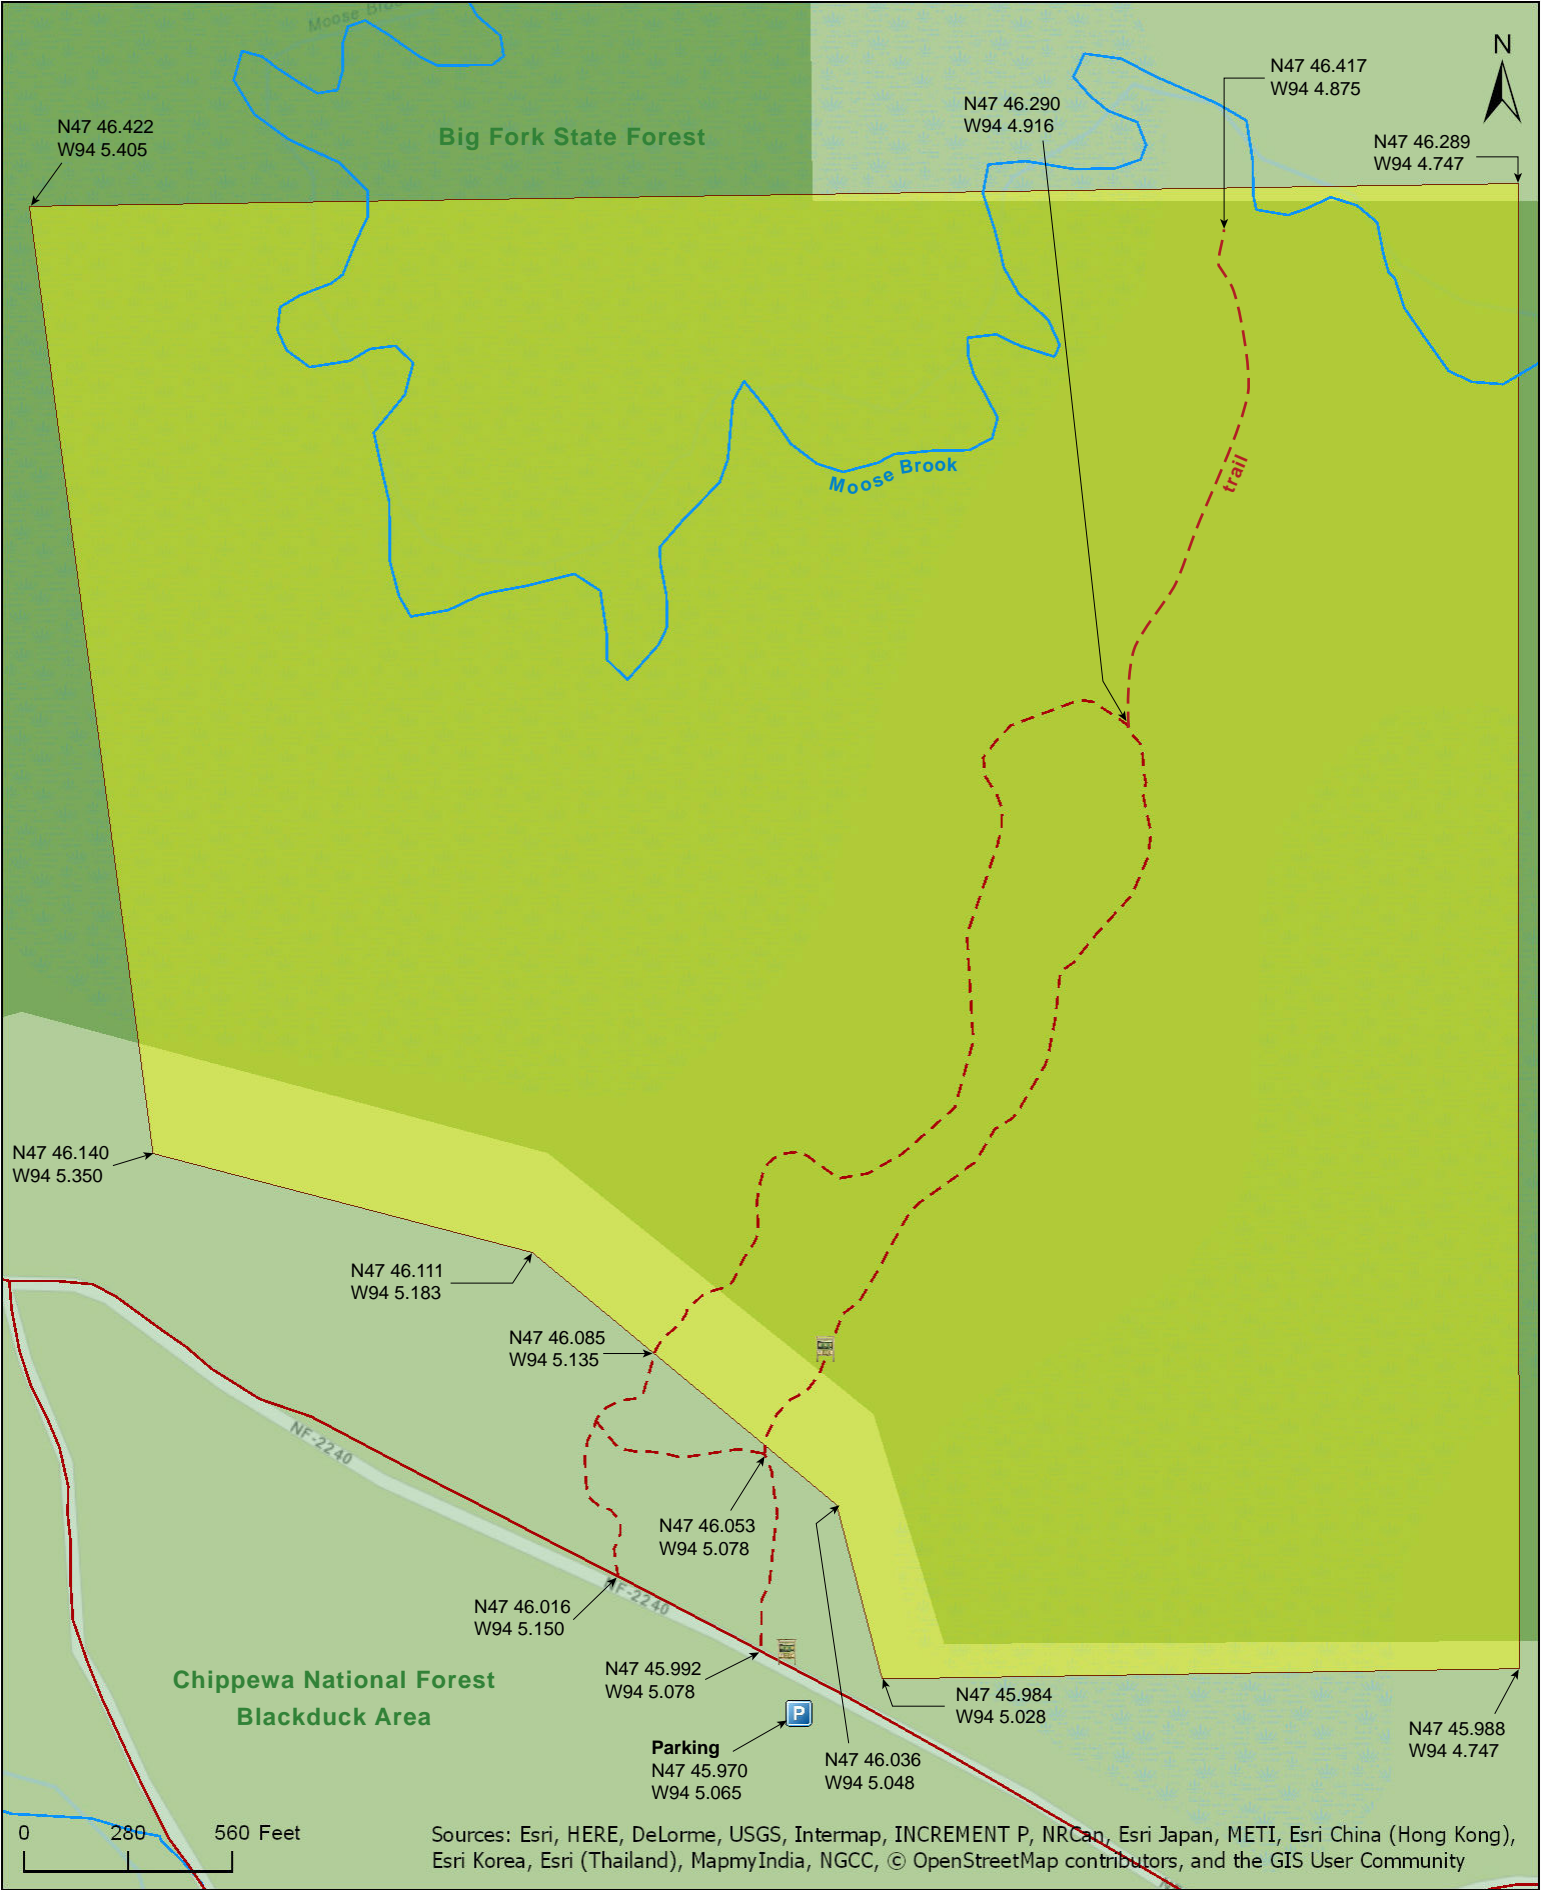 Moose Brook
N
N47 46.417
W94 4.875
N47 46.290
W94 4.916
N47 46.422
W94 5.405
Big Fork State Forest
N47 46.289
W94 4.747
Moose Brook
trail
N47 46.140
W94 5.350
N47 46.111
W94 5.183
N47 46.085
W94 5.135
NF-2240
N47 46.053
W94 5.078
NF-2240
N47 46.016
W94 5.150
N47 45.992
W94 5.078
Chippewa National Forest
Blackduck Area
N47 45.984
W94 5.028
P
N47 45.988
W94 4.747
Parking
N47 45.970
W94 5.065
N47 46.036
W94 5.048
0 280 560 Feet
Sources: Esri, HERE, DeLorme, USGS, Intermap, INCREMENT P, NRCan, Esri Japan, METI, Esri China (Hong Kong),
Esri Korea, Esri (Thailand), MapmyIndia, NGCC, © OpenStreetMap contributors, and the GIS User Community